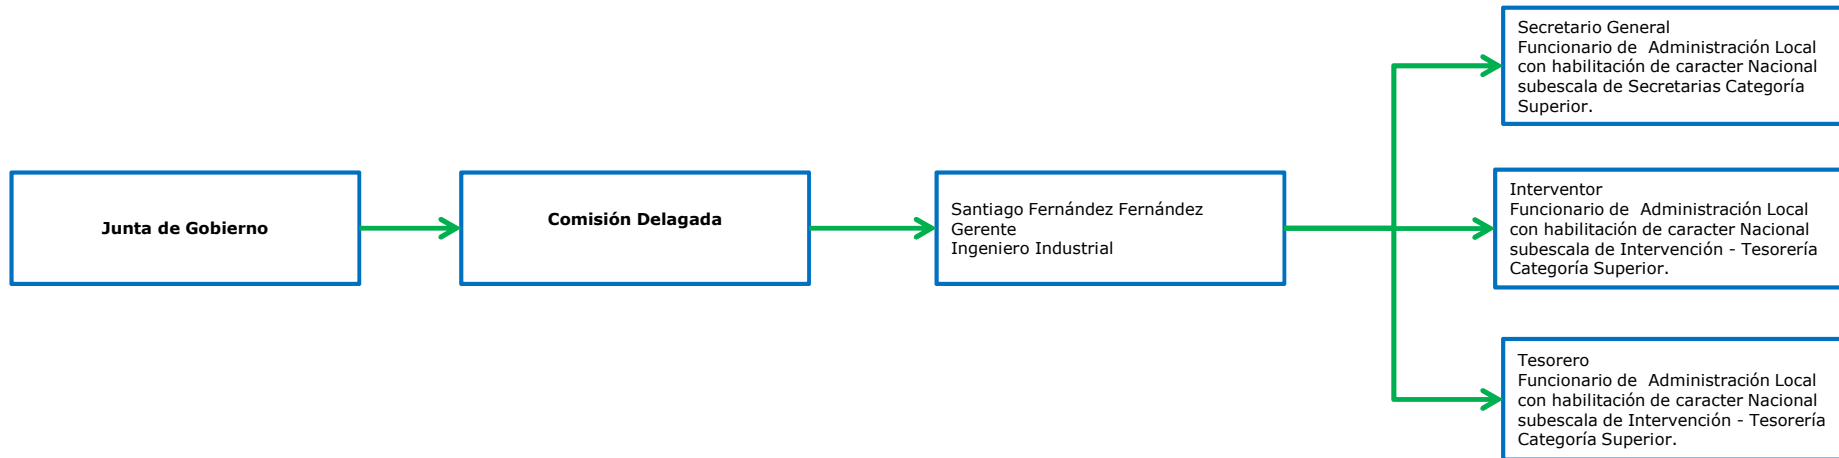 Junta de Gobierno
Comisión Delagada
Santiago Fernández Fernández
Gerente
Ingeniero Industrial
Secretario General
Funcionario de  Administración Local
con habilitación de caracter Nacional
subescala de Secretarias Categoría
Superior.
Interventor
Funcionario de  Administración Local
con habilitación de caracter Nacional
subescala de Intervención - Tesorería
Categoría Superior.
Tesorero
Funcionario de  Administración Local
con habilitación de caracter Nacional
subescala de Intervención - Tesorería
Categoría Superior.